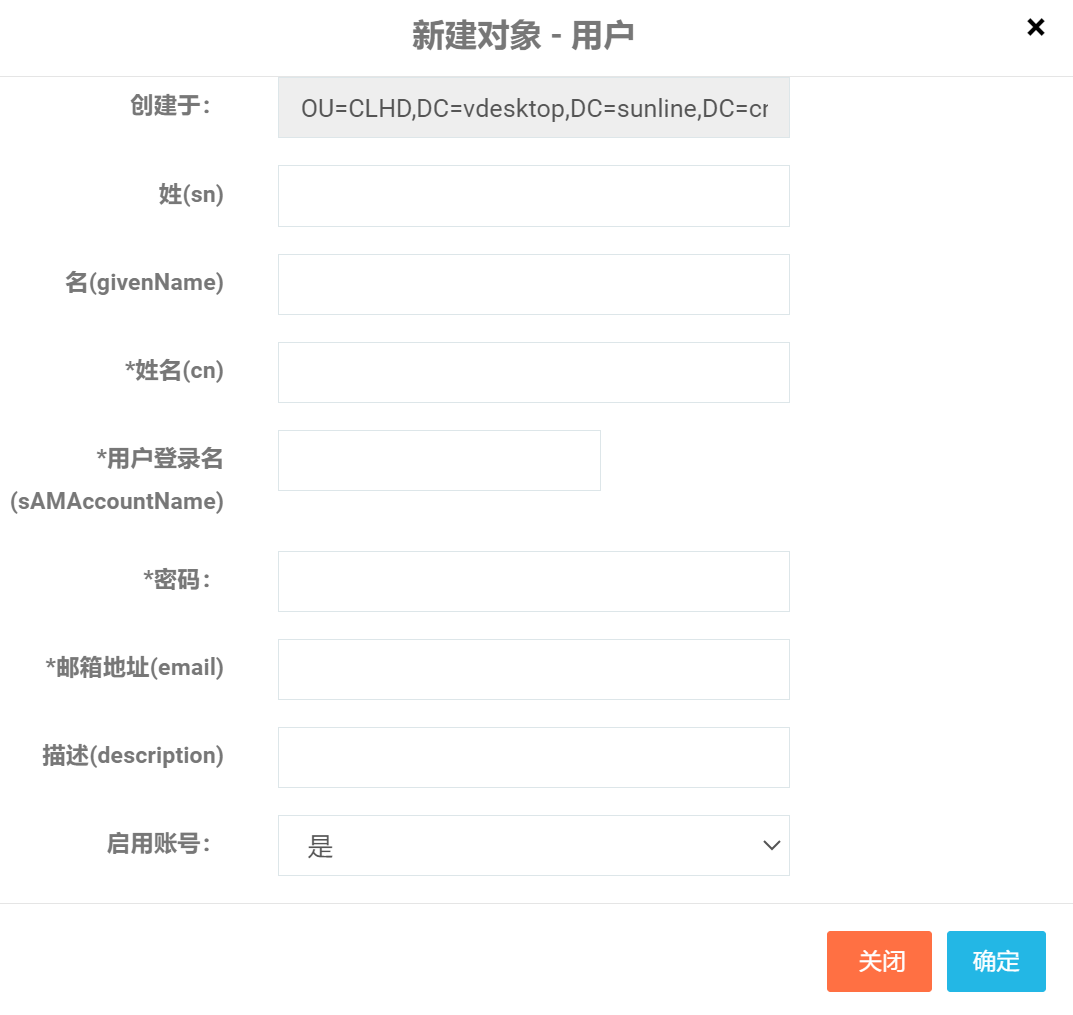 新建对象 - 用户
创建于：
OU=CLHD,DC=vdesktop,DC=sunline,DC=cr
姓(sn)
名(givenName)
*姓名(cn)
*用户登录名
(sAMAccountName)
*密码：
*邮箱地址(email)
描述(description)
启用账号：
是
关闭
确定